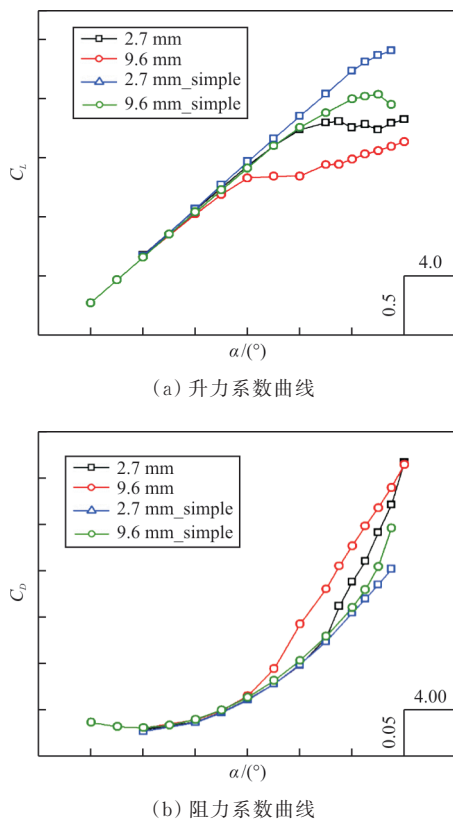 2.7 mm
9.6 mm
2.7 mm_simple
9.6 mm_simple
C_L
4.0
0.5
α/(°)
(a) 升力系数曲线
2.7 mm
9.6 mm
2.7 mm_simple
9.6 mm_simple
C_D
4.00
0.05
α/(°)
(b) 阻力系数曲线